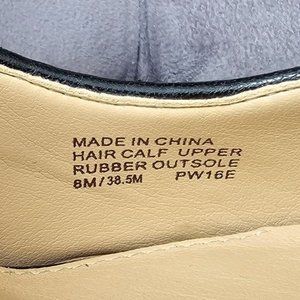 MADE IN CHINA
HAIR CALF UPPER
RUBBER OUTSOLE
8M/38.5M PW16E